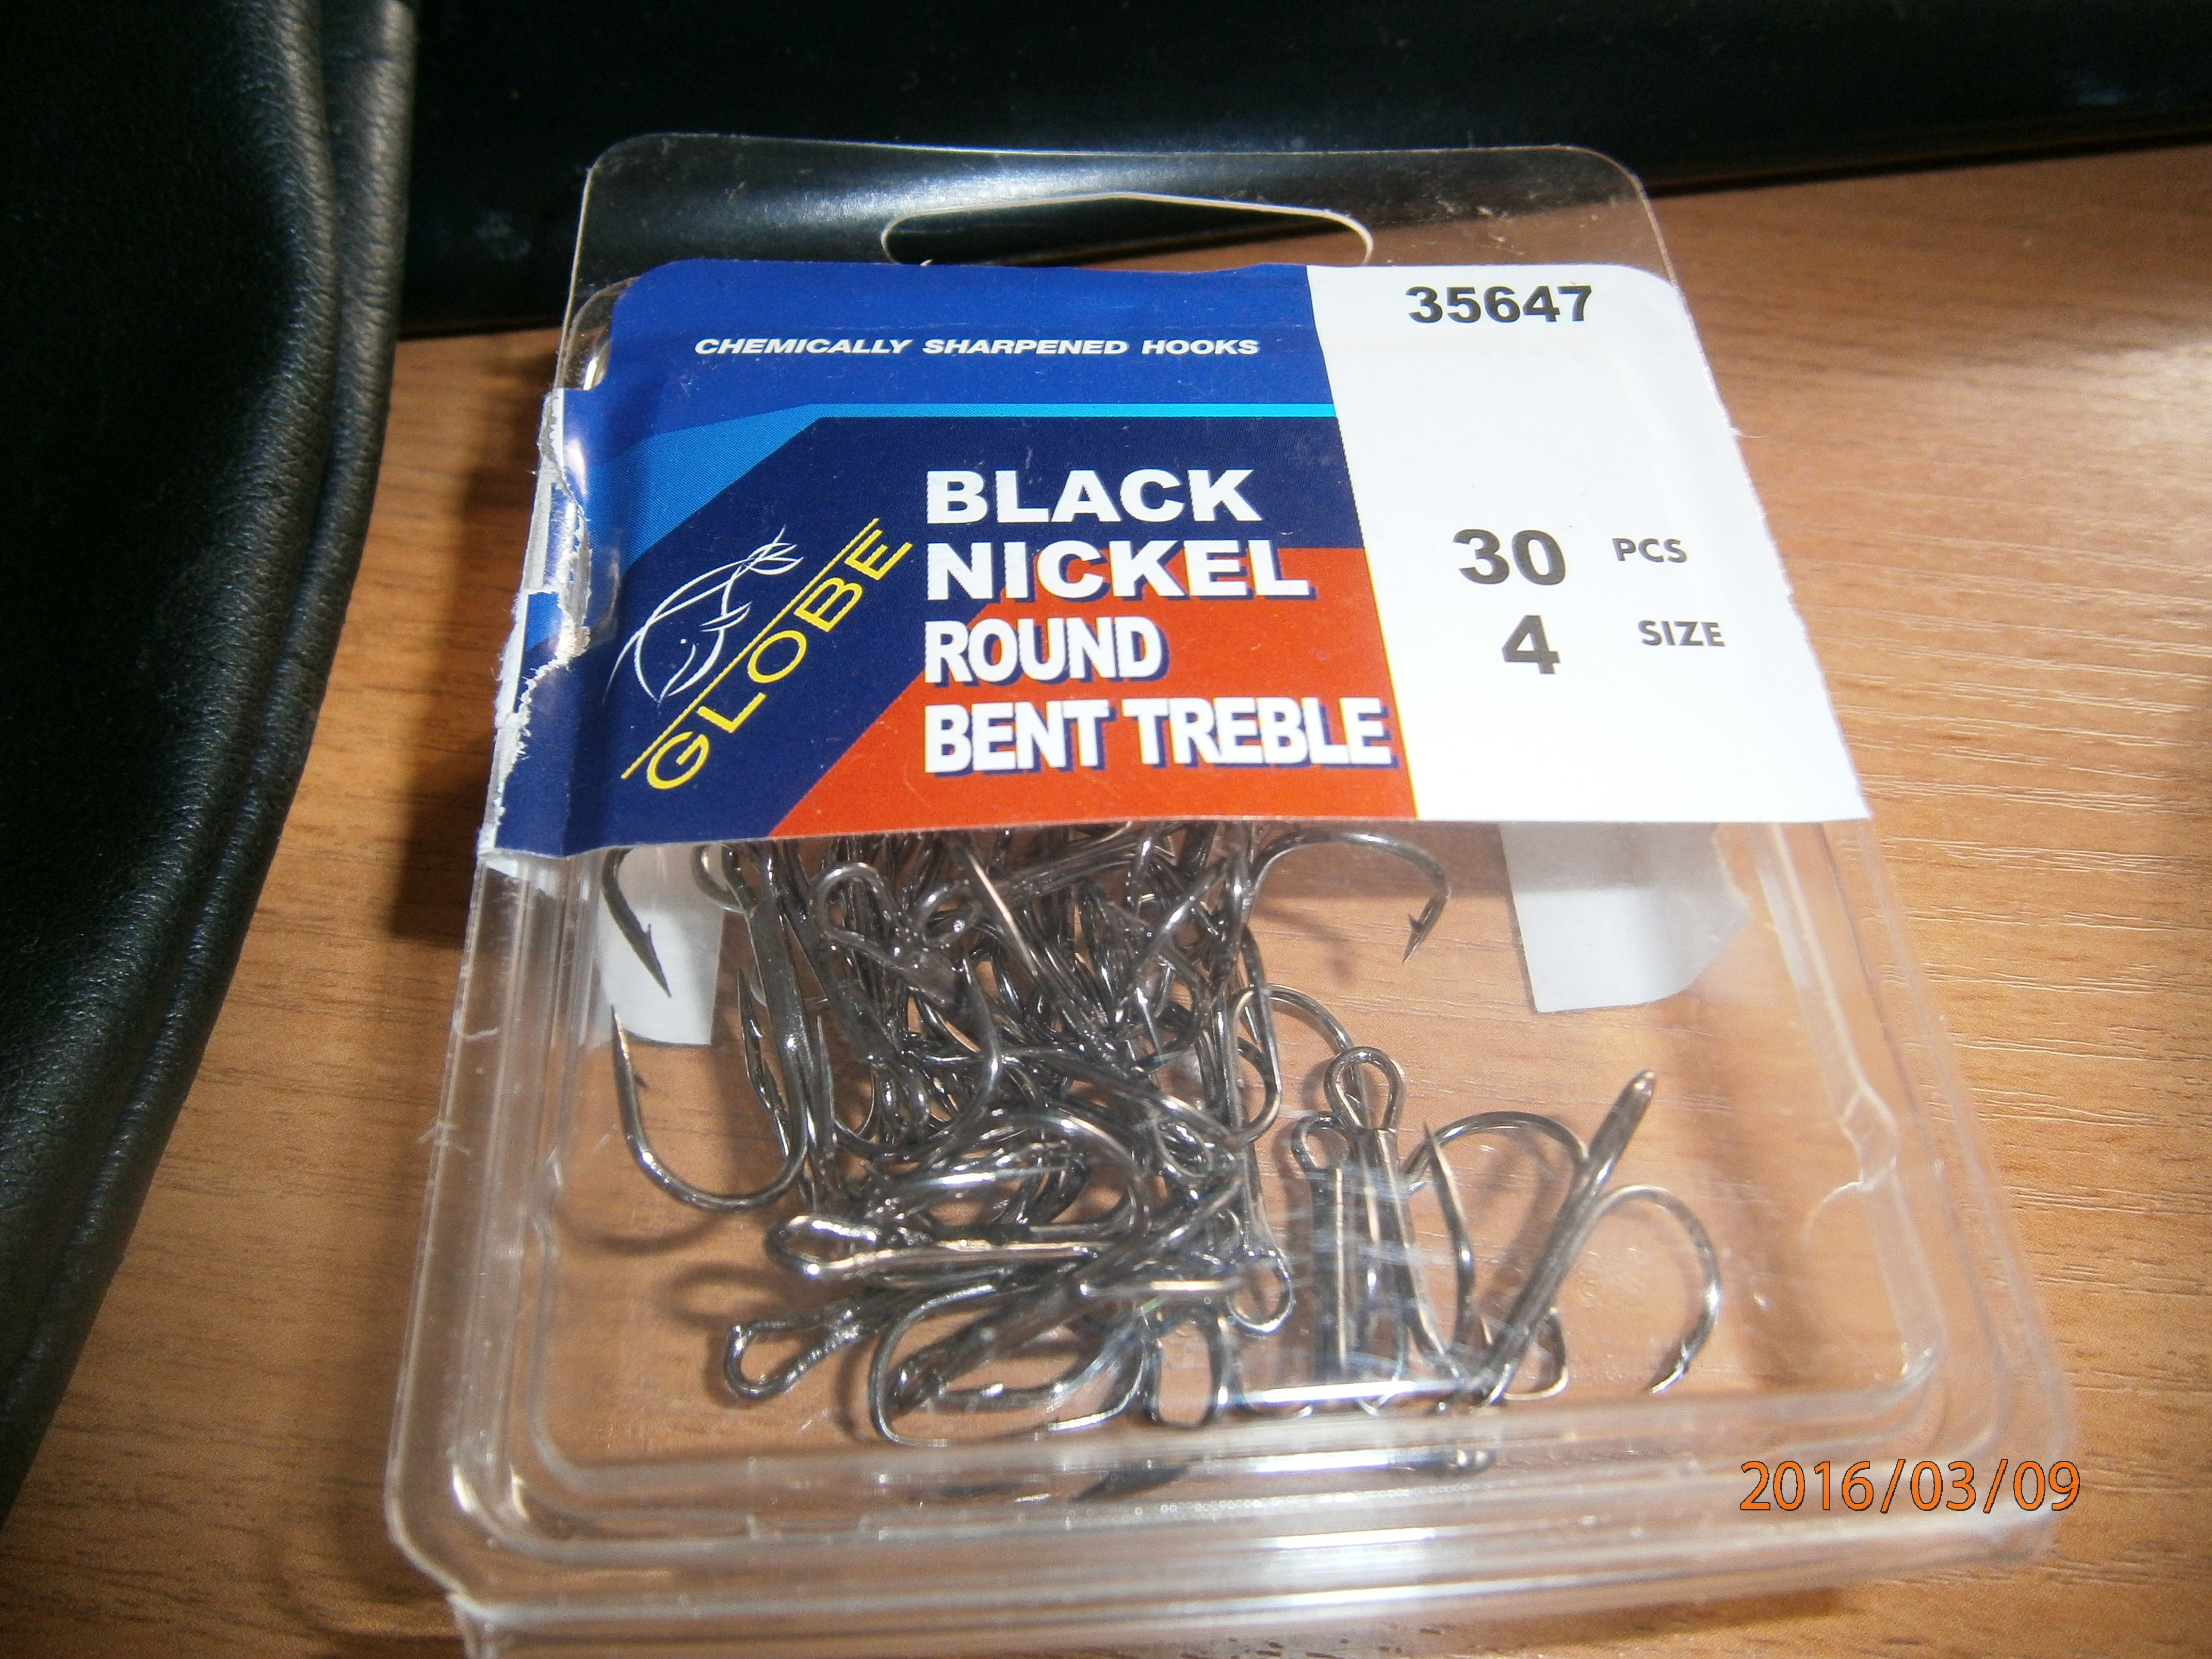 35647
CHEMICALLY SHARPENED HOOKS
BLACK
NICKEL
ROUND
BENT TREBLE
GLOBE
30 PCS
4 SIZE
2016/03/09